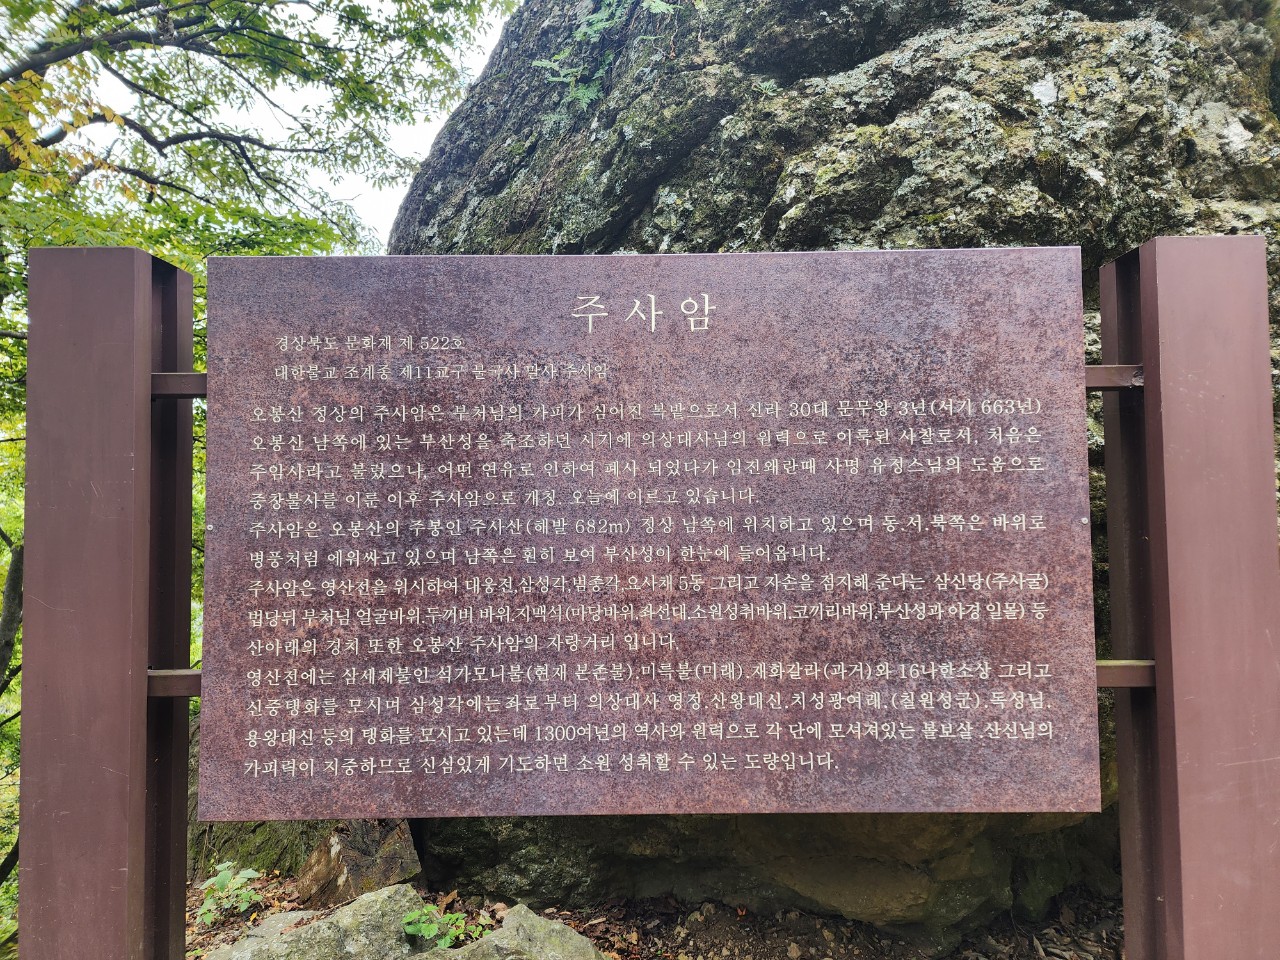 주사암
경상북도 문화재 제 522호
대한불교 조계종 제11교구 불국사 말사 주사암
오봉산 정상의 주사암은 부처님의 가피가 심어진 특밭으로서 신라 30대 문무왕 3년(서기 663년)
오봉산 남쪽에 있는 부산성을 축조하던 시기에 의상대사님의 원력으로 이룩된 사찰로서, 처음은
주암사라고 불렀으나, 어떤 연유로 인하여 폐사 되었다가 임진왜란때 사명 유정스님의 도움으로
중창불사를 이룬 이후 주사암으로 개칭. 오늘에 이르고 있습니다.
주사암은 오봉산의 주봉인 주사산(해발 682m) 정상 남쪽에 위치하고 있으며 동.서.북쪽은 바위로
병풍처럼 에워싸고 있으며 남쪽은 훤히 보여 부산성이 한눈에 들어옵니다.
주사암은 영산전을 위시하여 대웅전,삼성각,범종각,요사채 5동 그리고 자손을 점지해 준다는 삼신당(주사굴)
법당뒤 부처님 얼굴바위.두꺼비 바위.지맥석(마당바위.좌선대.소원성취바위.코끼리바위.부산성과 야경 일몰) 등
산아래의 경치 또한 오봉산 주사암의 자랑거리 입니다.
영산전에는 삼세제불인 석가모니불(현재 본존불).미륵불(미래).재화갈라(과거)와 16나한소상 그리고
신중탱화를 모시며 삼성각에는 좌로부터 의상대사 영정.산왕대신.치성광여래.(칠원성군).독성님.
용왕대신 등의 탱화를 모시고 있는데 1300여년의 역사와 원력으로 각 단에 모셔져있는 불보살 .산신님의
가피력이 지중하므로 신심있게 기도하면 소원 성취할 수 있는 도량입니다.